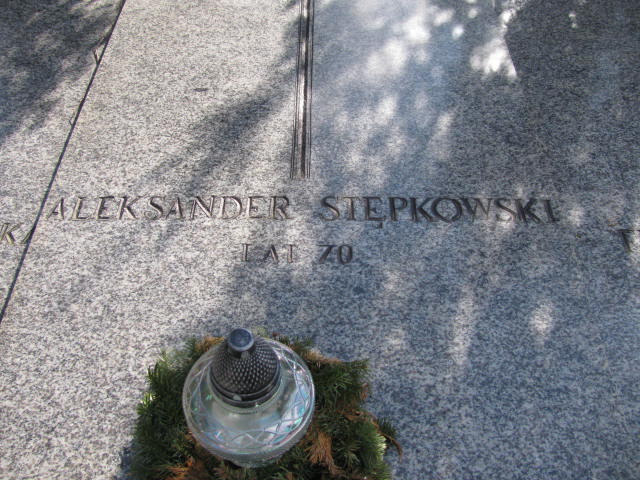 ALEKSANDER STĘPKOWSKI
LAT 70